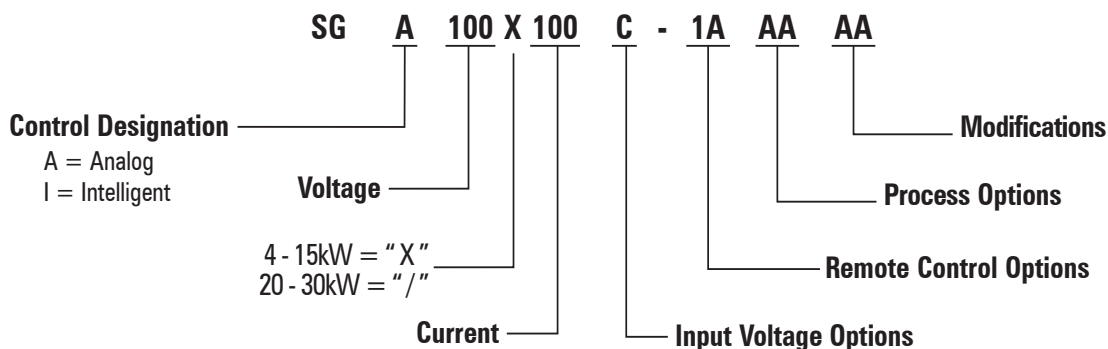 SG A 100 X 100 C - 1A AA AA
Control Designation
A = Analog
I = Intelligent
Modifications
Voltage
Process Options
4 - 15kW = “ X ”
20 - 30kW = “/”
Remote Control Options
Current
Input Voltage Options